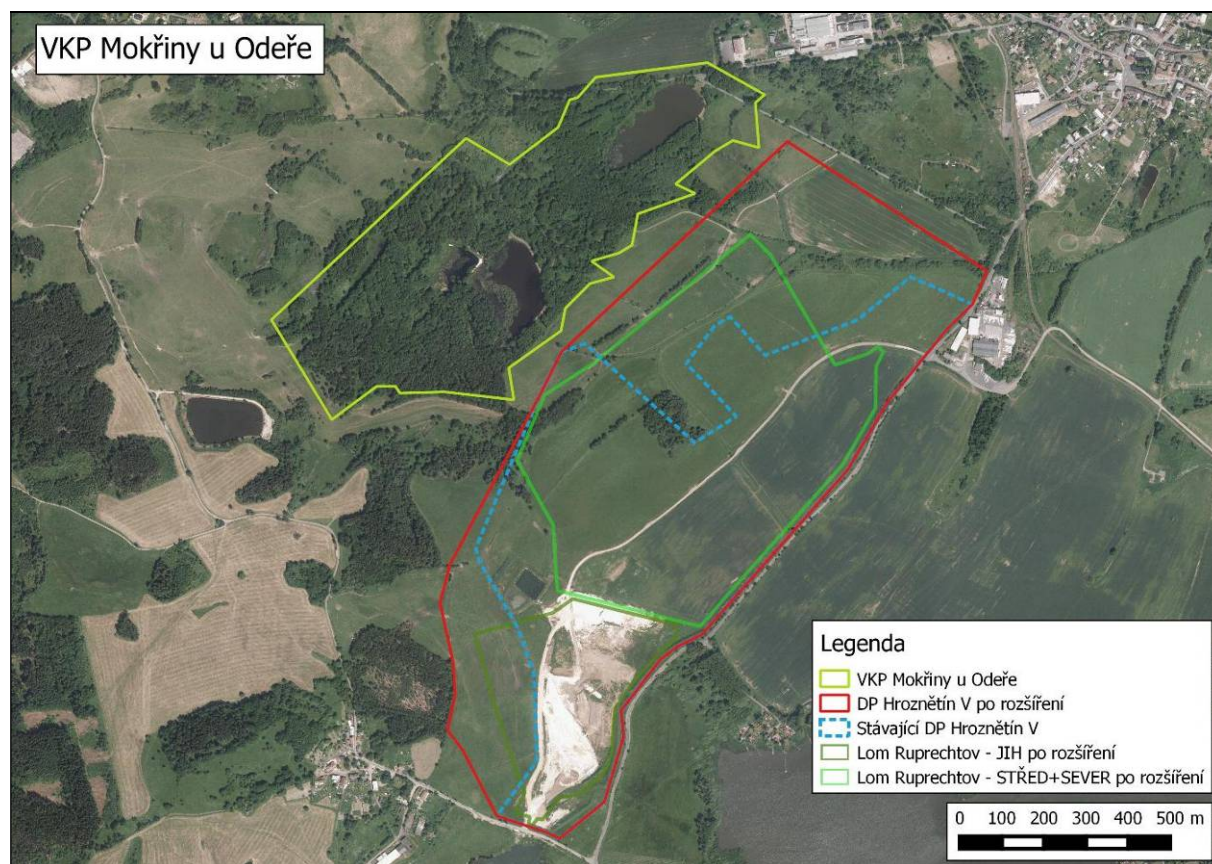 VKP Mokřiny u Odeře
Legenda
VKP Mokřiny u Odeře
DP Hroznětín V po rozšíření
Stávající DP Hroznětín V
Lom Ruprechtov - JIH po rozšíření
Lom Ruprechtov - STŘED+SEVER po rozšíření
0 100 200 300 400 500 m